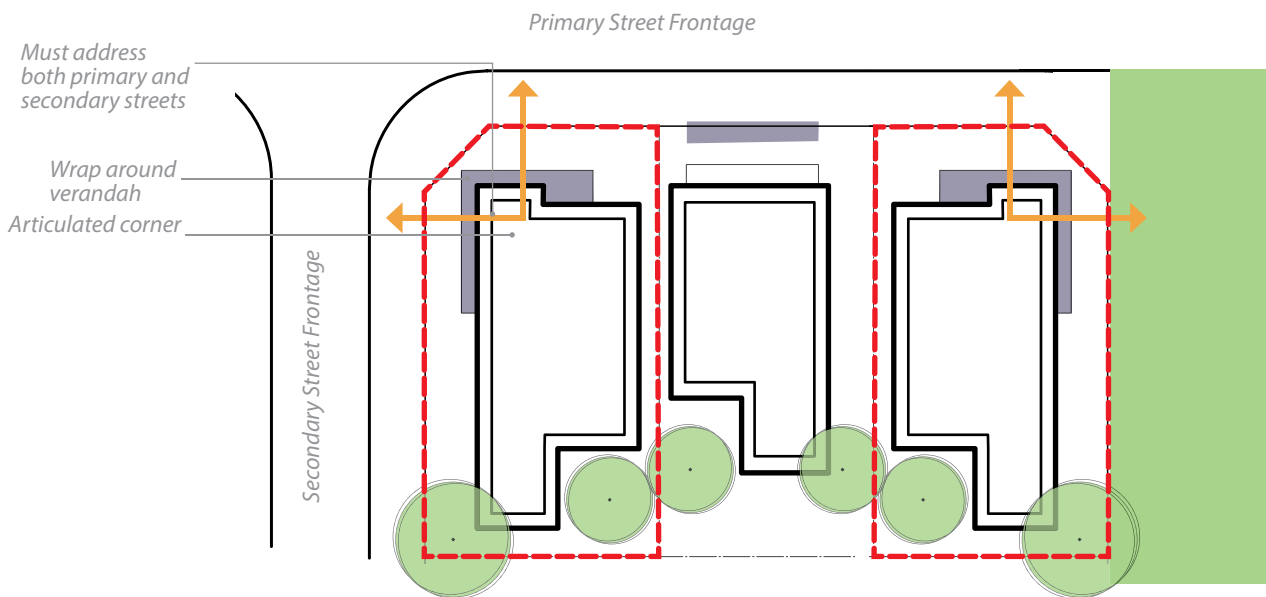 Primary Street Frontage
Must address
both primary and
secondary streets
Wrap around
verandah
Articulated corner
Secondary Street Frontage